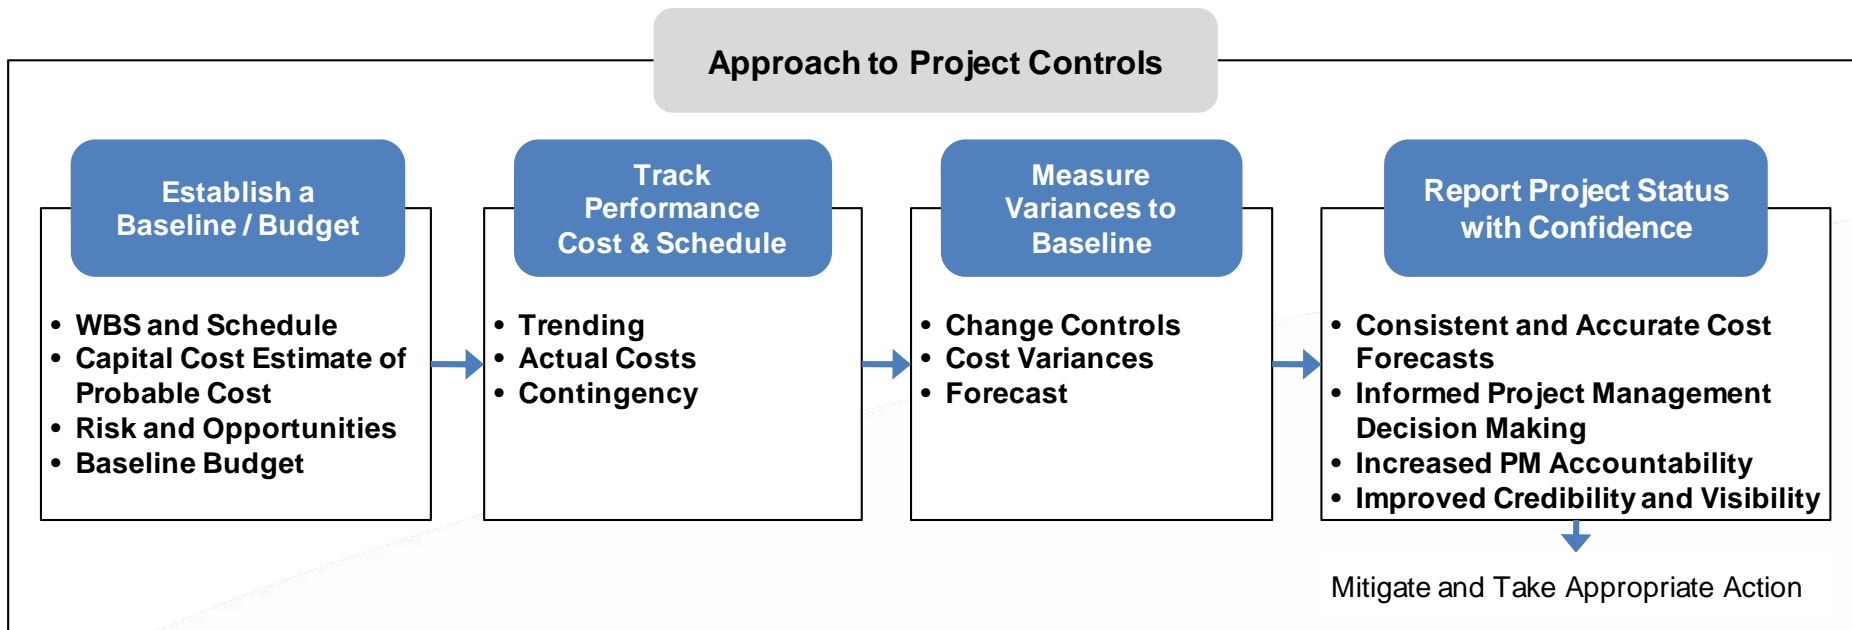 Approach to Project Controls
Establish a
Baseline / Budget
• WBS and Schedule
• Capital Cost Estimate of
Probable Cost
• Risk and Opportunities
• Baseline Budget
Track
Performance
Cost & Schedule
• Trending
• Actual Costs
• Contingency
Measure
Variances to
Baseline
• Change Controls
• Cost Variances
• Forecast
Report Project Status
with Confidence
• Consistent and Accurate Cost
Forecasts
• Informed Project Management
Decision Making
• Increased PM Accountability
• Improved Credibility and Visibility
Mitigate and Take Appropriate Action